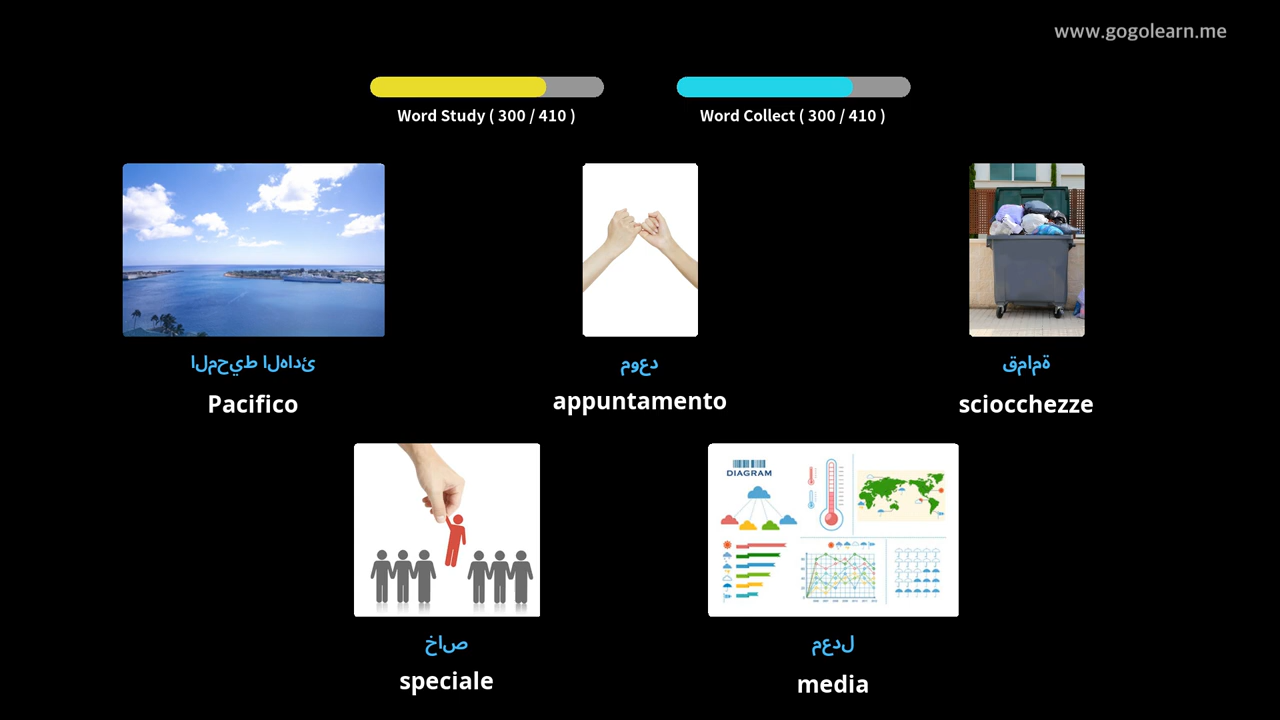 www.gogolearn.me
Word Study ( 300 / 410 )
Word Collect ( 300 / 410 )
المحيط الهادئ
موعد
قمامة
Pacifico
appuntamento
sciocchezze
DIAGRAM
خاص
معدل
speciale
media